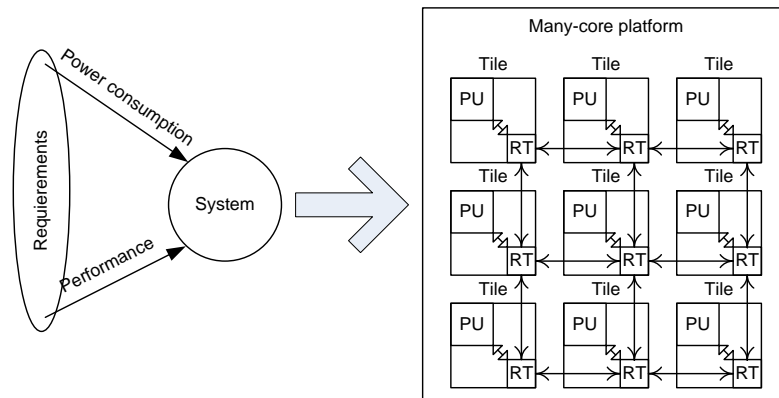 Many-core platform
Power consumption
Requierements
Performance
System
Tile Tile Tile
PU PU PU
RT RT RT
Tile Tile Tile
PU PU PU
RT RT RT
Tile Tile Tile
PU PU PU
RT RT RT